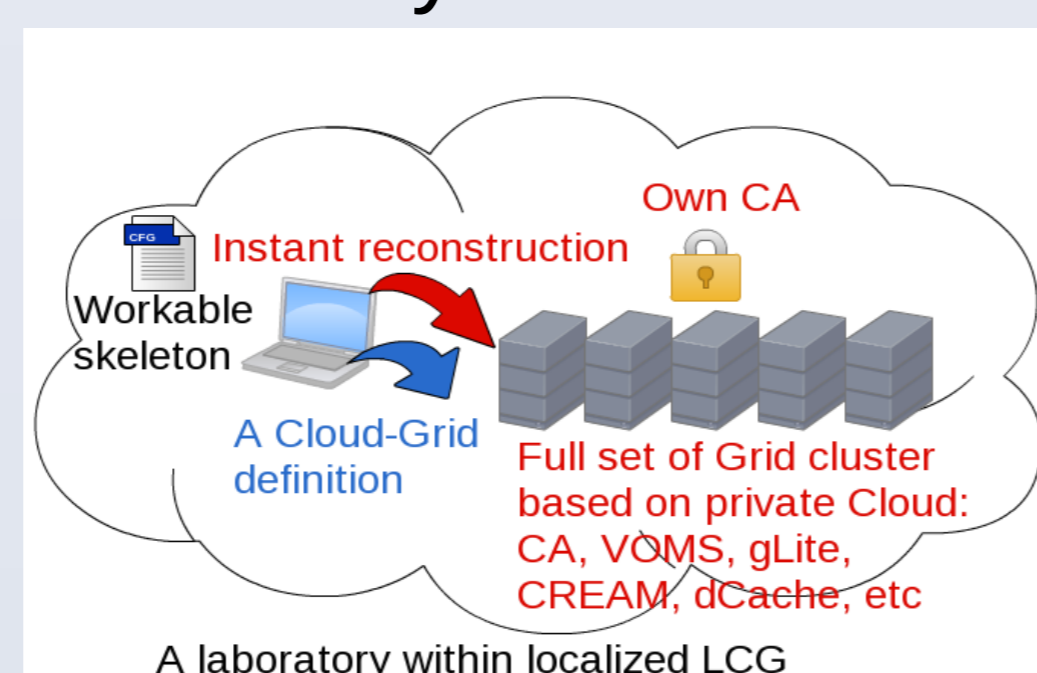 Own CA
CFG
Instant reconstruction
Workable
skeleton
A Cloud-Grid
definition
Full set of Grid cluster
based on private Cloud:
CA, VOMS, gLite,
CREAM, dCache, etc
A laboratory within localized LCG